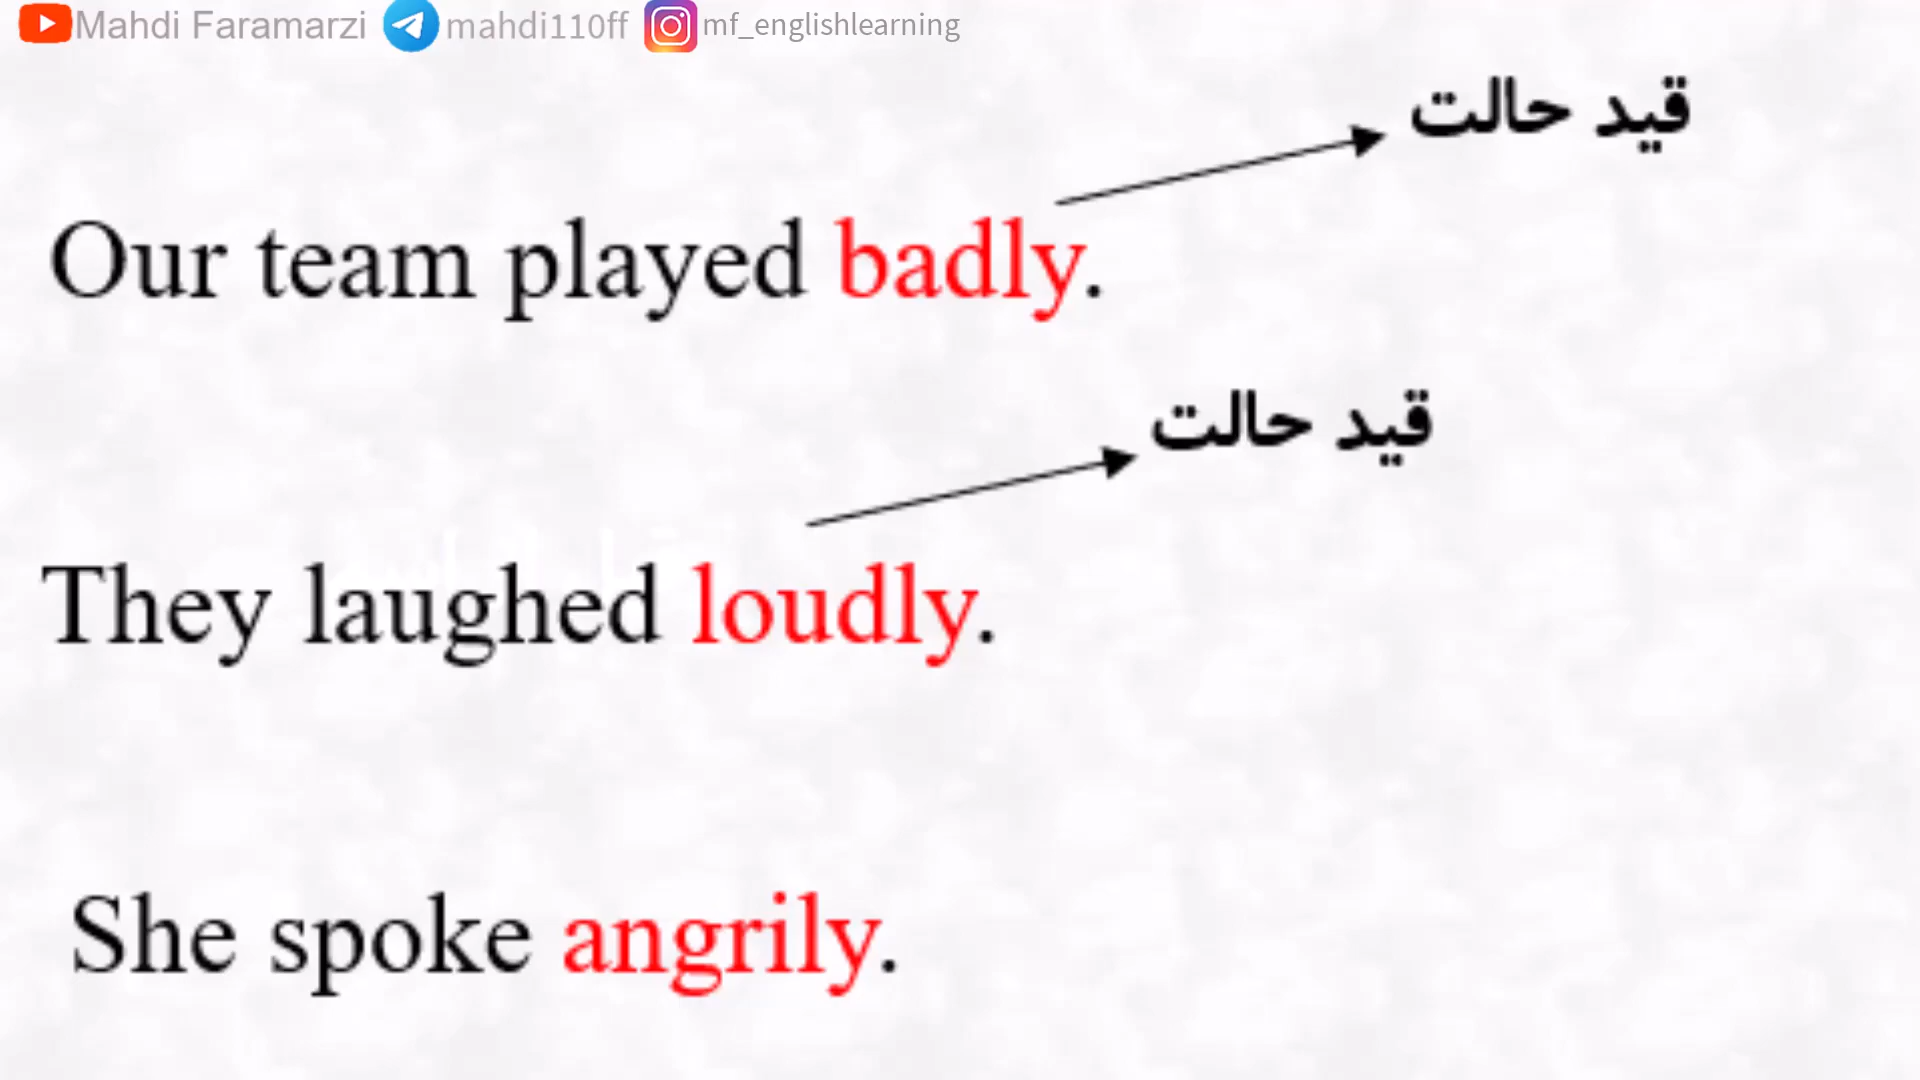 Mahdi Faramarzi mahdi110ff mf_englishlearning
قید حالت
Our team played badly.
قید حالت
They laughed loudly.
She spoke angrily.